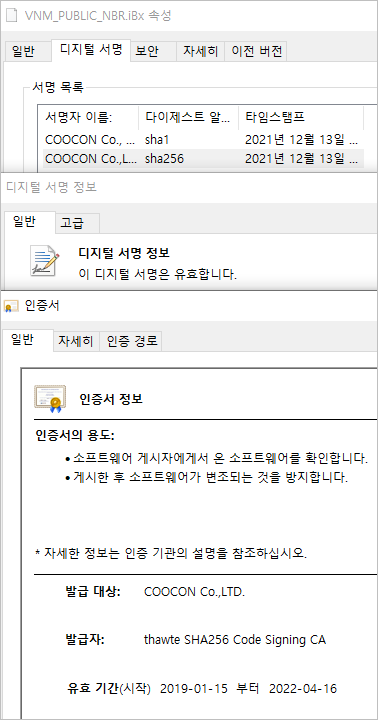 VNM_PUBLIC_NBR.iBx 속성
일반 디지털 서명 보안 자세히 이전 버전
서명 목록
서명자 이름: 다이제스트 알... 타임스탬프
COOCON Co., ... sha1 2021년 12월 13일 ...
COOCON Co.,L... sha256 2021년 12월 13일 ...
디지털 서명 정보
일반 고급
디지털 서명 정보
이 디지털 서명은 유효합니다.
인증서
일반 자세히 인증 경로
인증서 정보
인증서의 용도:
• 소프트웨어 게시자에게서 온 소프트웨어를 확인합니다.
• 게시한 후 소프트웨어가 변조되는 것을 방지합니다.
* 자세한 정보는 인증 기관의 설명을 참조하십시오.
발급 대상: COOCON Co.,LTD.
발급자: thawte SHA256 Code Signing CA
유효 기간(시작) 2019-01-15 부터 2022-04-16